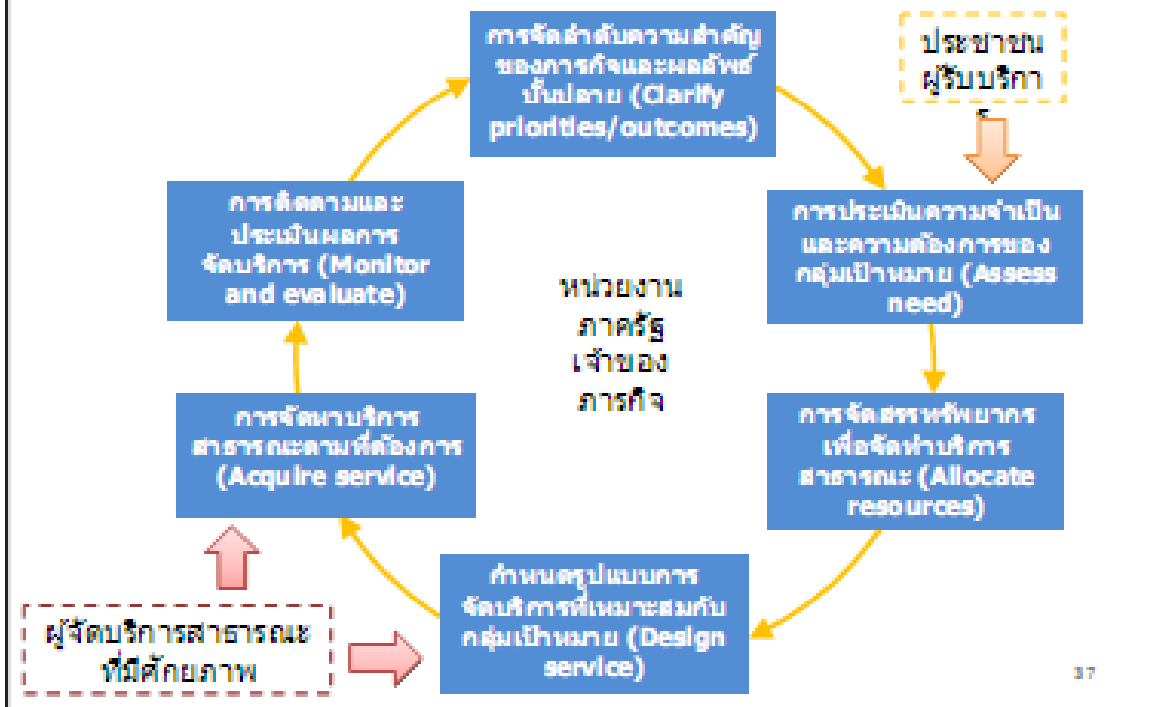 การจัดลำดับความสำคัญ
ของภารกิจและผลลัพธ์
บั้นปลาย (Clarify
priorities/outcomes)
ประชาชน
ผู้รับบริกา
ร
การประเมินความจำเป็น
และความต้องการของ
กลุ่มเป้าหมาย (Assess
need)
การติดตามและ
ประเมินผลการ
จัดบริการ (Monitor
and evaluate)
หน่วยงาน
ภาครัฐ
เจ้าของ
ภารกิจ
การจัดสรรทรัพยากร
เพื่อจัดทำบริการ
สาธารณะ (Allocate
resources)
การจัดหาบริการ
สาธารณะตามที่ต้องการ
(Acquire service)
กำหนดรูปแบบการ
จัดบริการที่เหมาะสมกับ
กลุ่มเป้าหมาย (Design
service)
ผู้จัดบริการสาธารณะ
ที่มีศักยภาพ
37